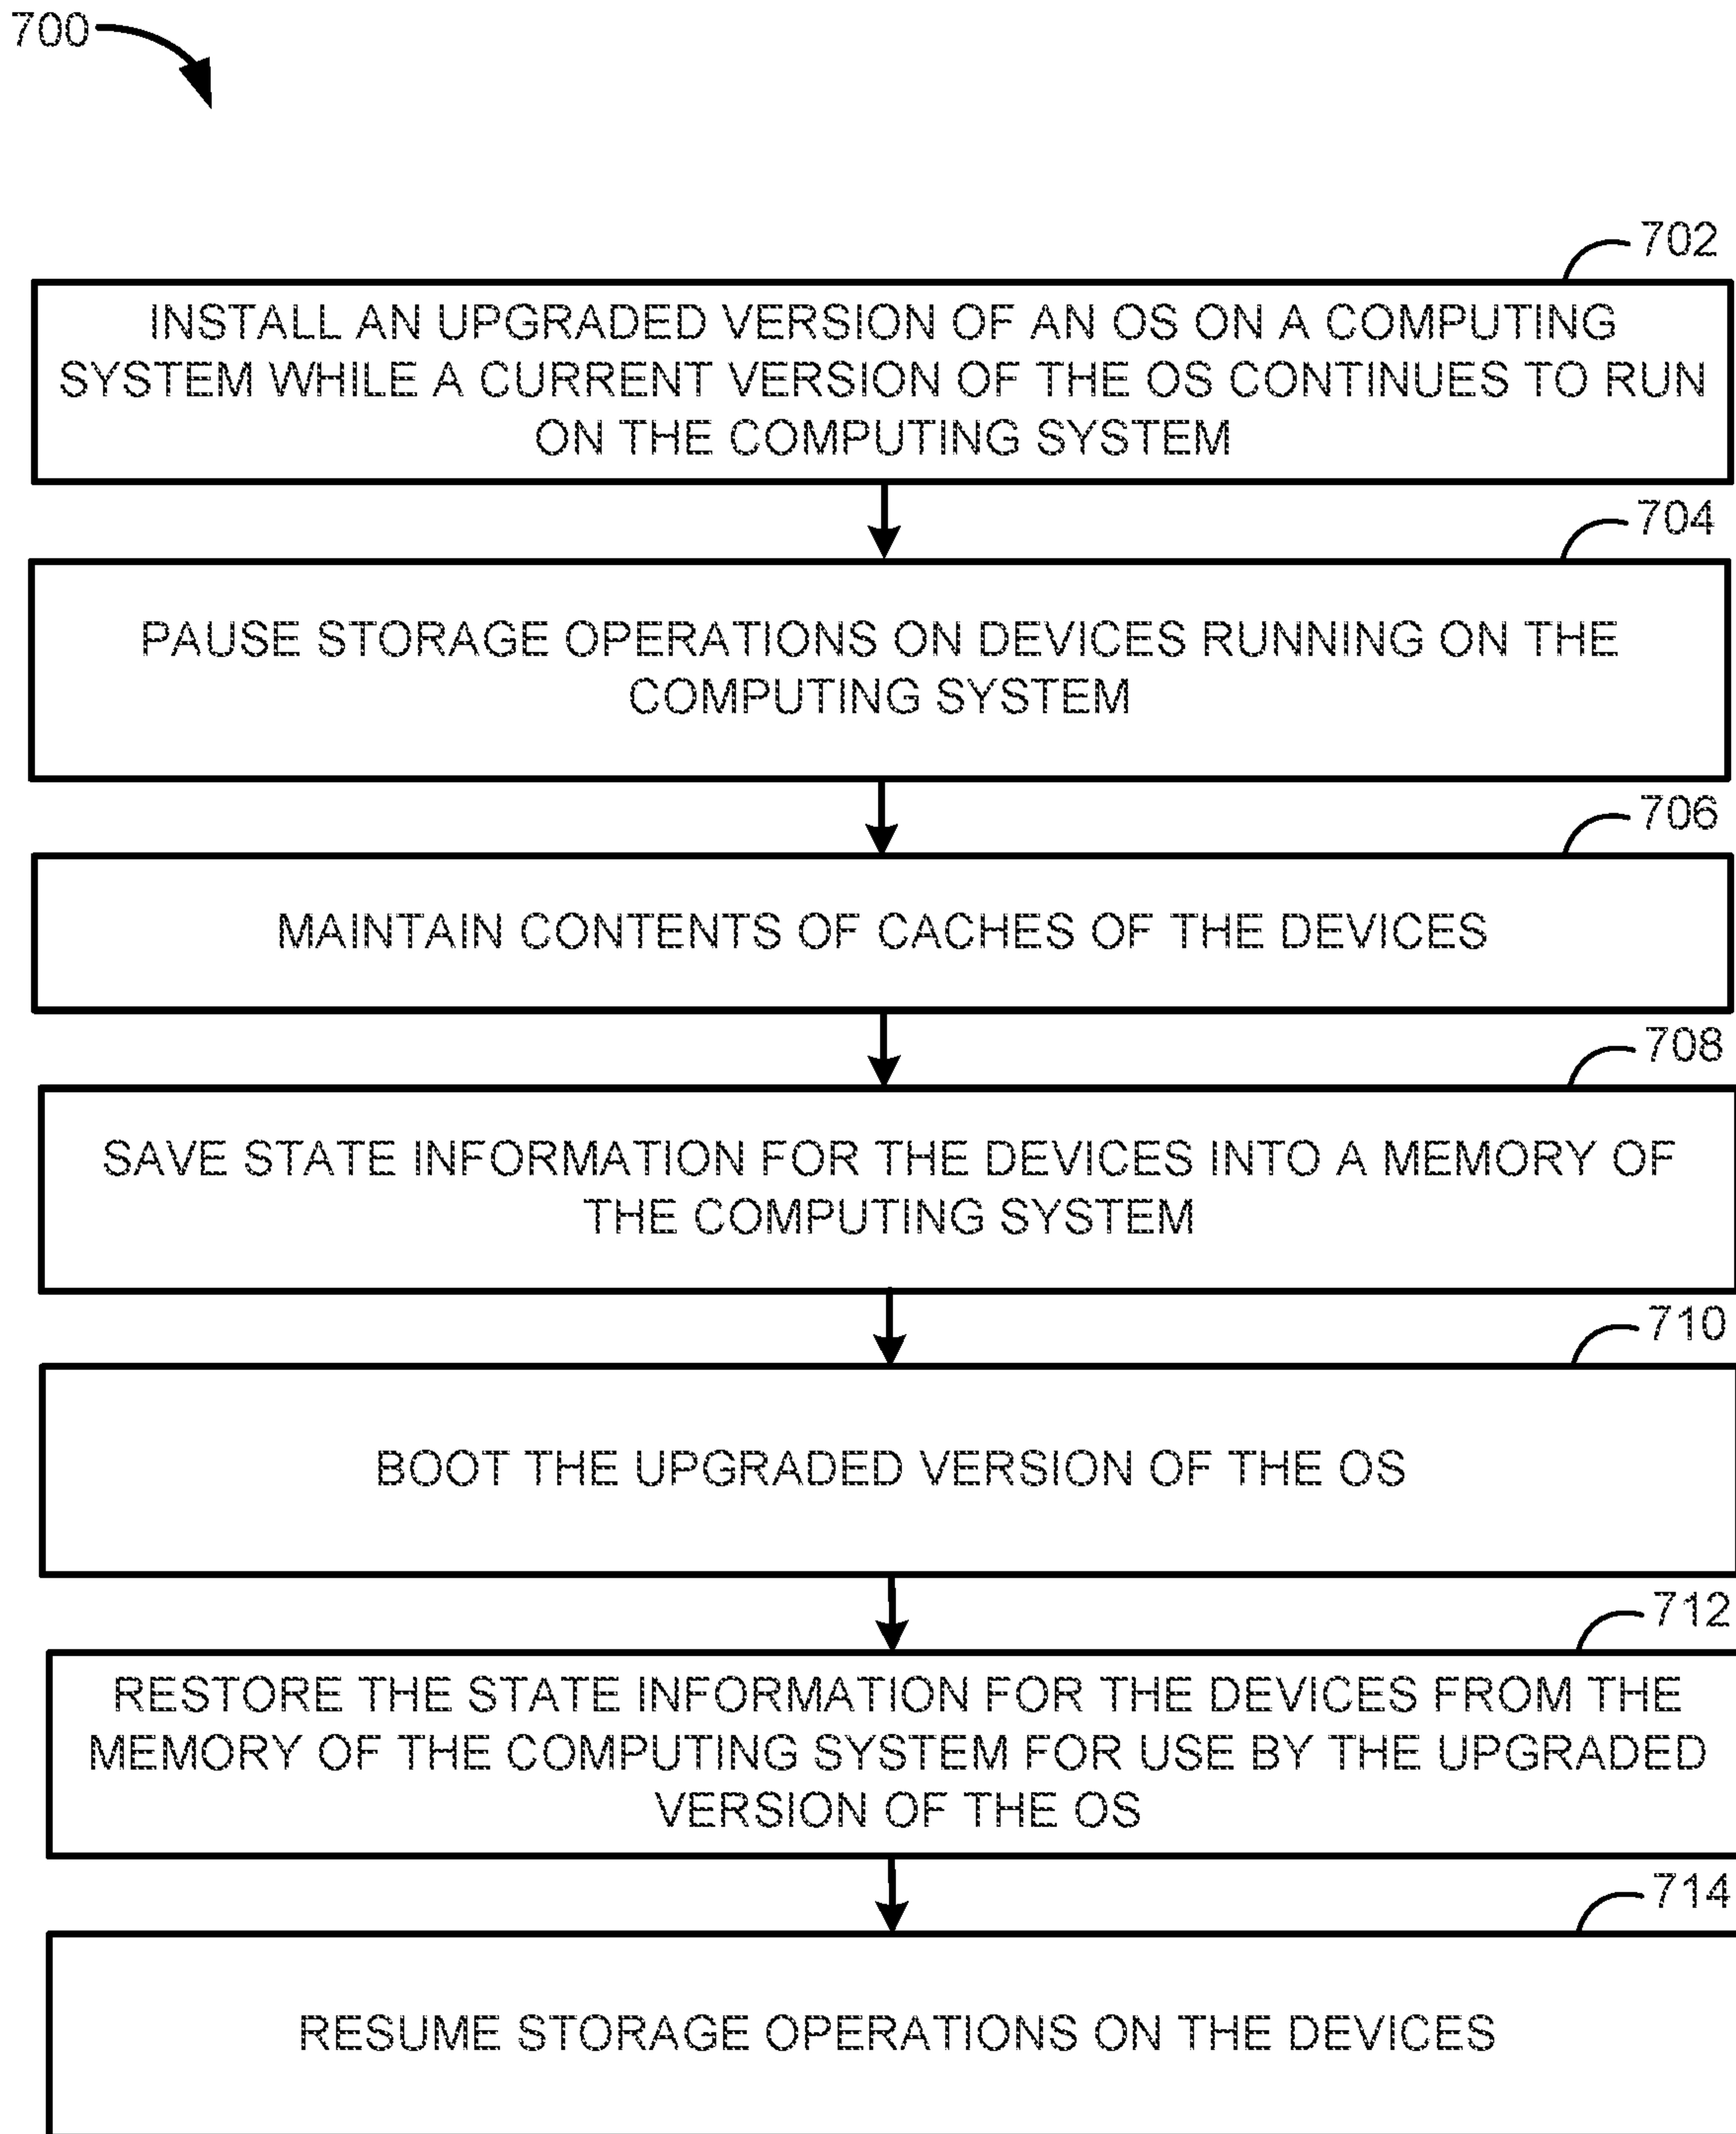 700
702
INSTALL AN UPGRADED VERSION OF AN OS ON A COMPUTING
SYSTEM WHILE A CURRENT VERSION OF THE OS CONTINUES TO RUN
ON THE COMPUTING SYSTEM
704
PAUSE STORAGE OPERATIONS ON DEVICES RUNNING ON THE
COMPUTING SYSTEM
706
MAINTAIN CONTENTS OF CACHES OF THE DEVICES
708
SAVE STATE INFORMATION FOR THE DEVICES INTO A MEMORY OF
THE COMPUTING SYSTEM
710
BOOT THE UPGRADED VERSION OF THE OS
712
RESTORE THE STATE INFORMATION FOR THE DEVICES FROM THE
MEMORY OF THE COMPUTING SYSTEM FOR USE BY THE UPGRADED
VERSION OF THE OS
714
RESUME STORAGE OPERATIONS ON THE DEVICES